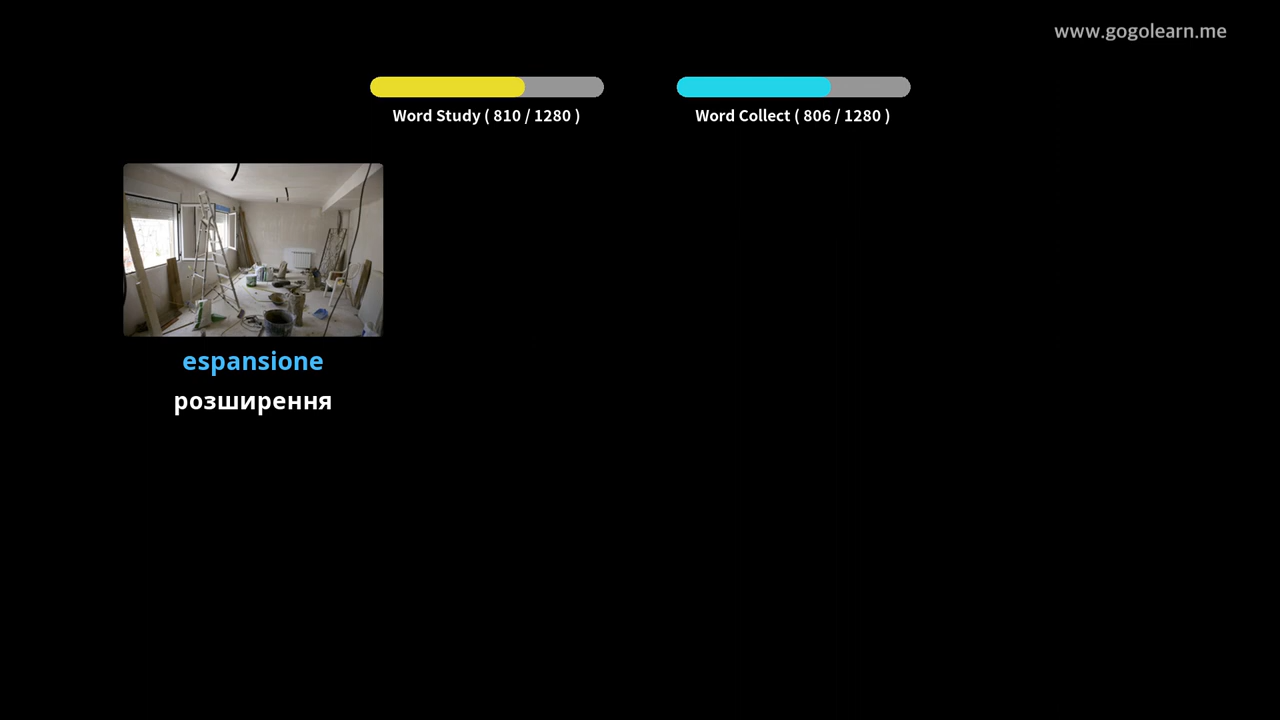 www.gogolearn.me
Word Study ( 810 / 1280 )
Word Collect ( 806 / 1280 )
espansione
розширення